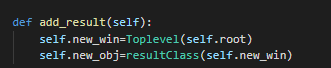 def add_result(self):
    self.new_win=Toplevel(self.root)
    self.new_obj=resultClass(self.new_win)